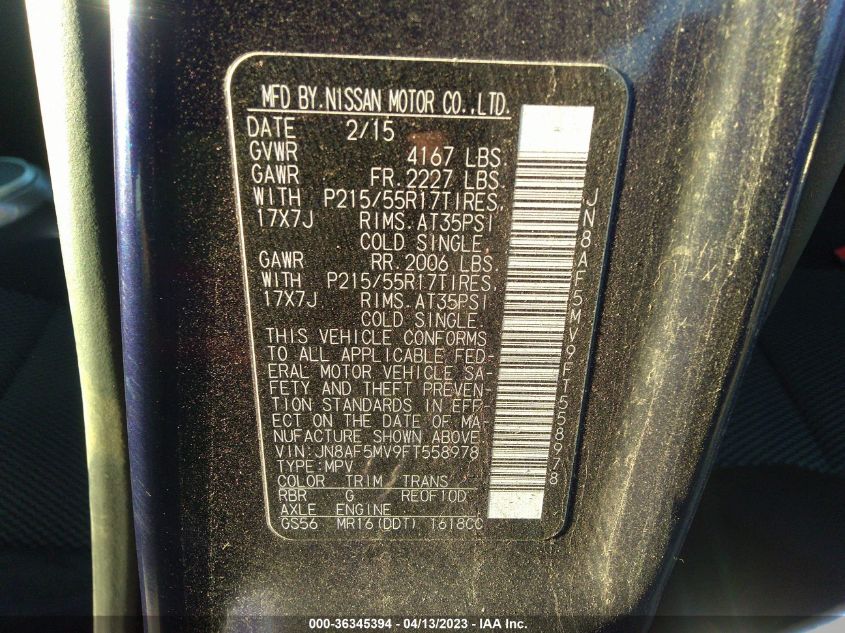 MFD BY. NISSAN MOTOR CO., LTD.
DATE 2/15
GVWR 4167 LBS.
GAWR FR. 2227 LBS.
WITH P215/55R17TIRES,
17X7J RIMS. AT35PSI
COLD SINGLE.
GAWR RR. 2006 LBS.
WITH P215/55R17TIRES,
17X7J RIMS. AT35PSI
COLD SINGLE.
THIS VEHICLE CONFORMS
TO ALL APPLICABLE FED-
ERAL MOTOR VEHICLE SA-
FETY AND THEFT PREVEN-
TION STANDARDS IN EFF
ECT ON THE DATE OF MA-
NUFACTURE SHOWN ABOVE
VIN: JN8AF5MV9FT558978
TYPE: MPV
COLOR TRIM TRANS
RBR G RE0F10D
AXLE ENGINE
GS56 MR16(DDT) 1618CC
JN8AF5MV9FT558978
000-36345394 - 04/13/2023 - IAA Inc.